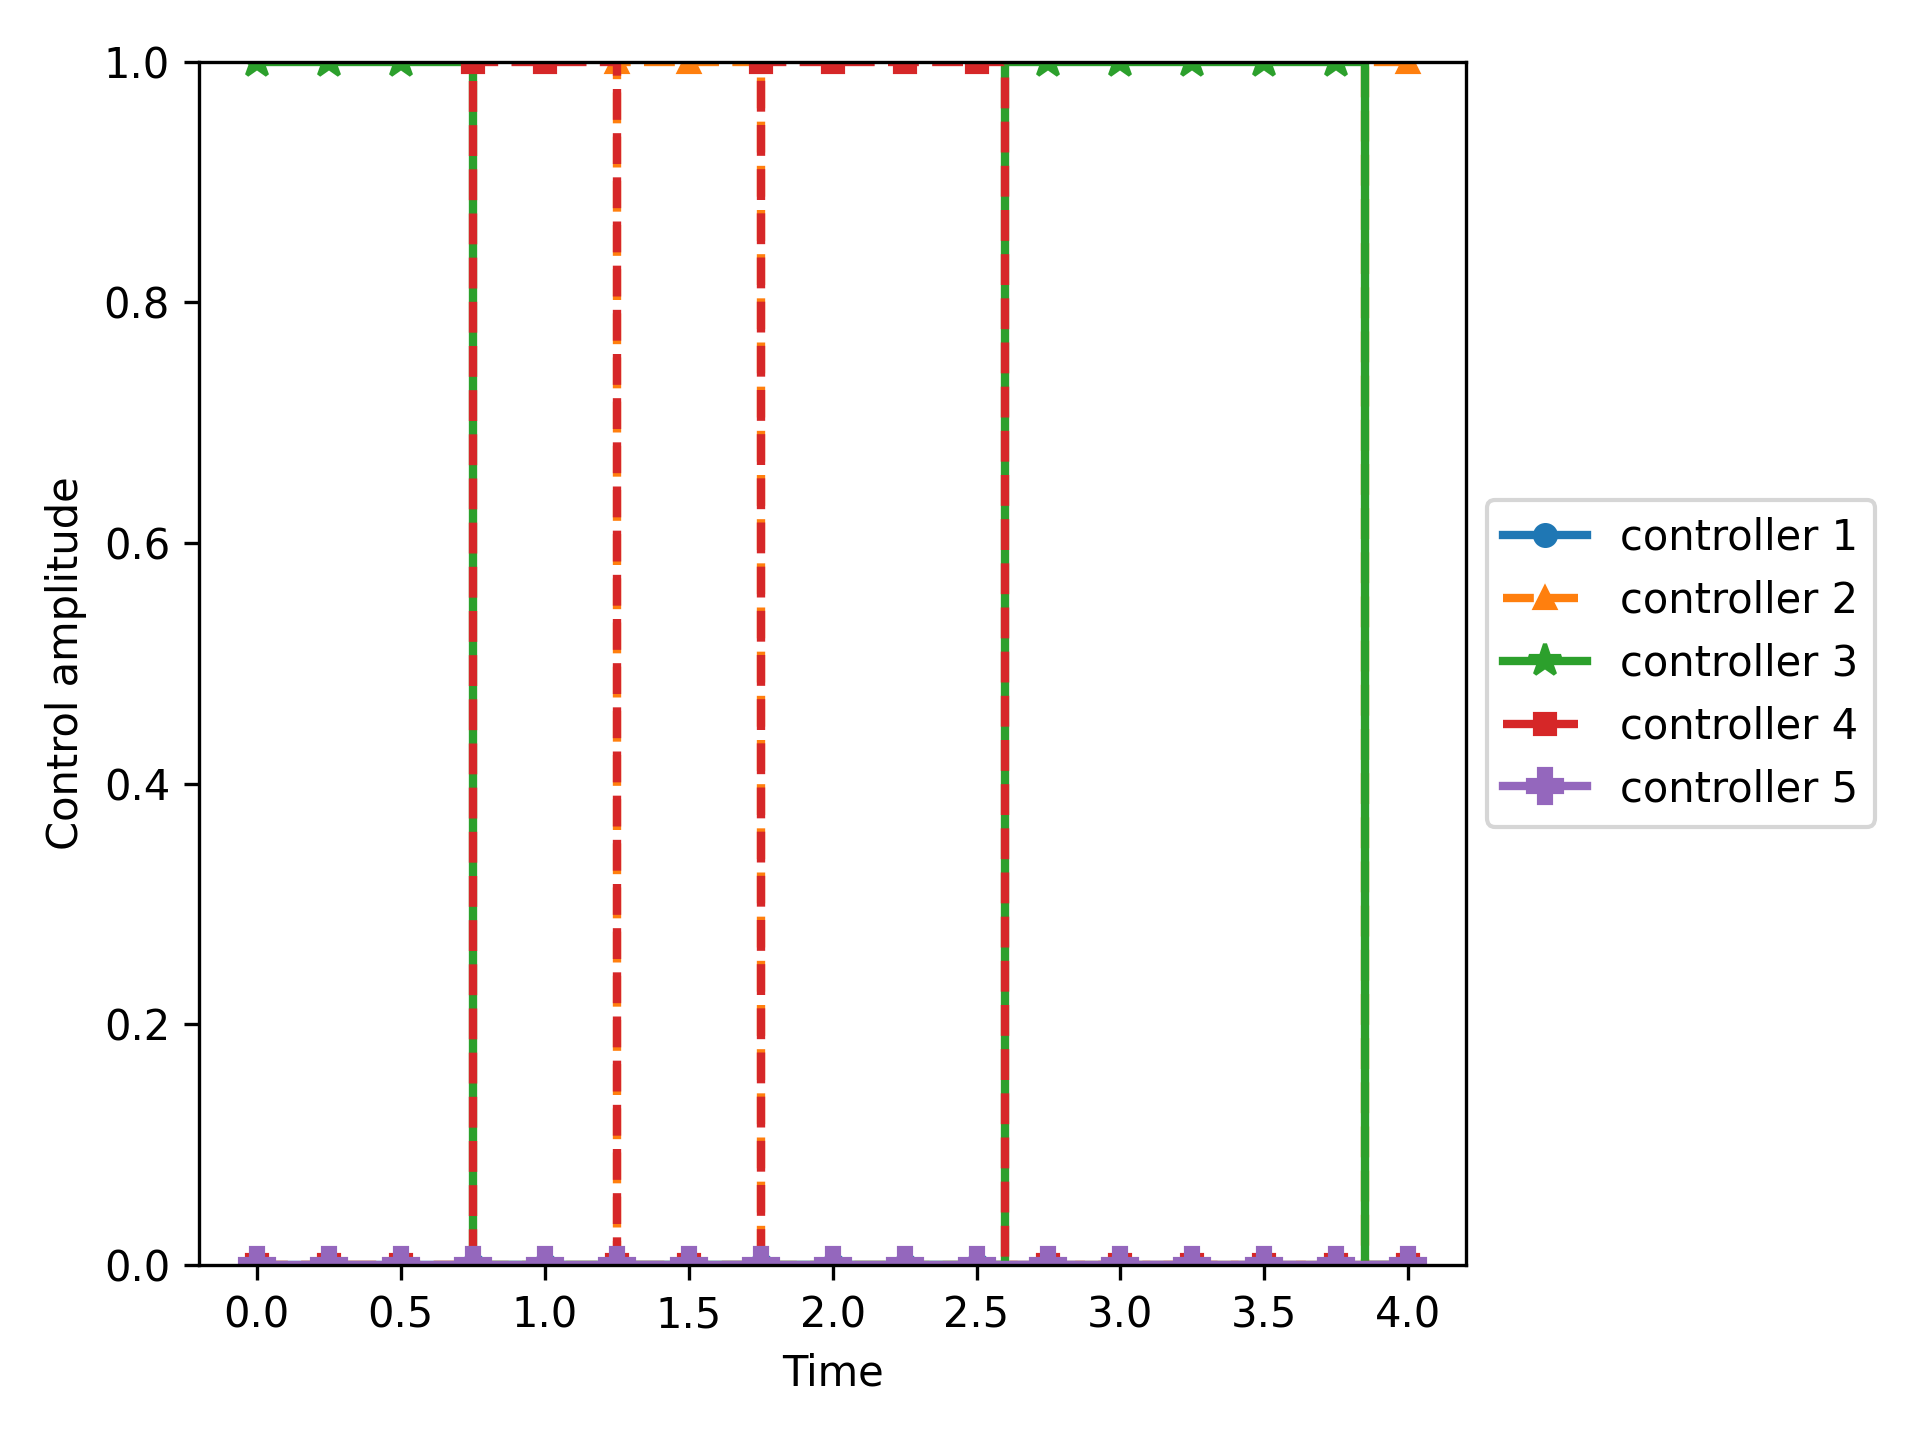 1.0
0.8
0.6
0.4
0.2
0.0
Control amplitude
0.0 0.5 1.0 1.5 2.0 2.5 3.0 3.5 4.0
Time
controller 1
controller 2
controller 3
controller 4
controller 5